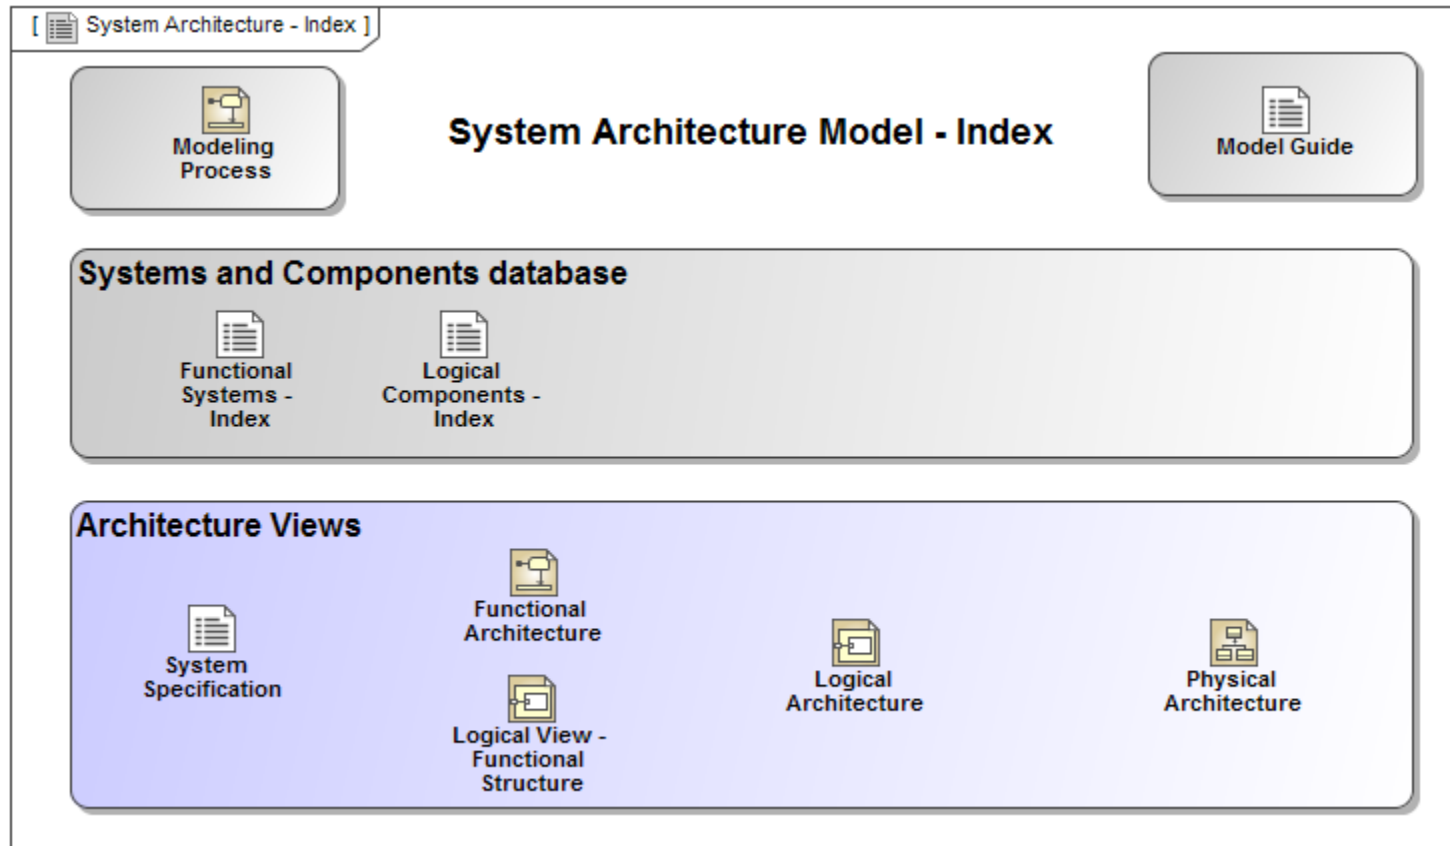 [ System Architecture - Index ]
Modeling
Process
System Architecture Model - Index
Model Guide
Systems and Components database
Functional
Systems -
Index
Logical
Components -
Index
Architecture Views
System
Specification
Functional
Architecture
Logical View -
Functional
Structure
Logical
Architecture
Physical
Architecture